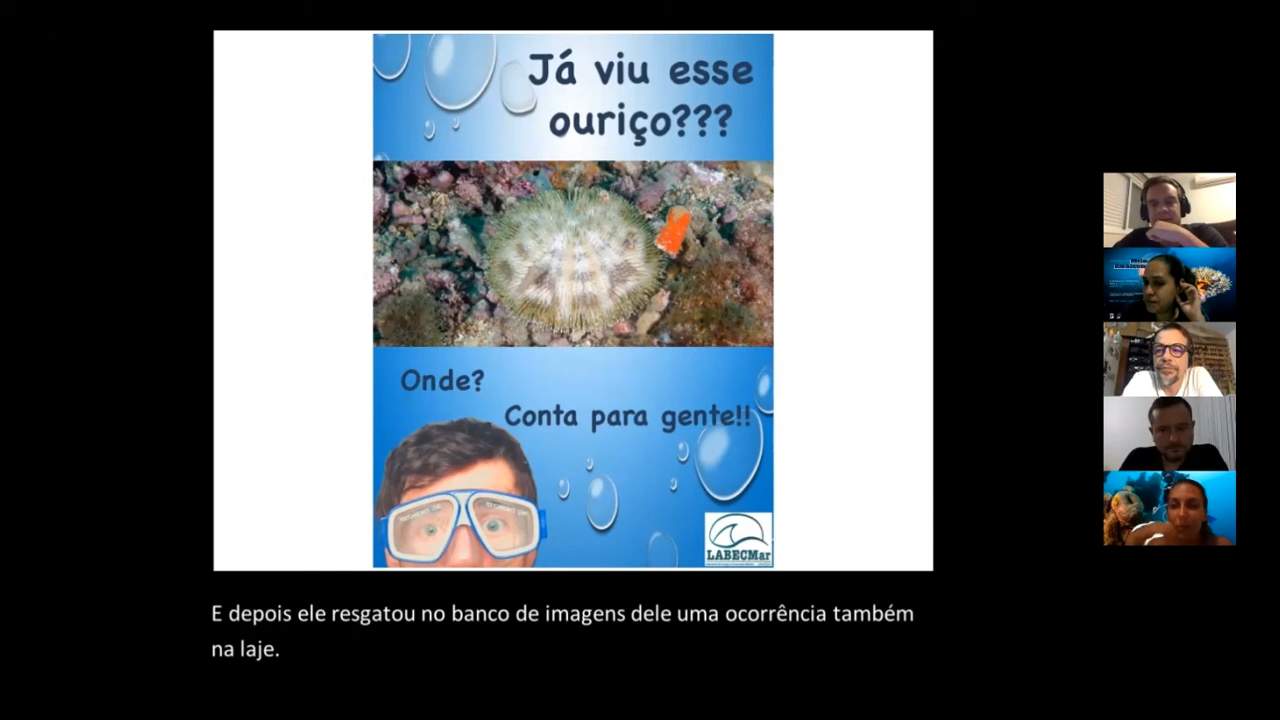 Já viu esse
ouriço???
Onde?
Conta para gente!!
LABECMar
E depois ele resgatou no banco de imagens dele uma ocorrência também
na laje.